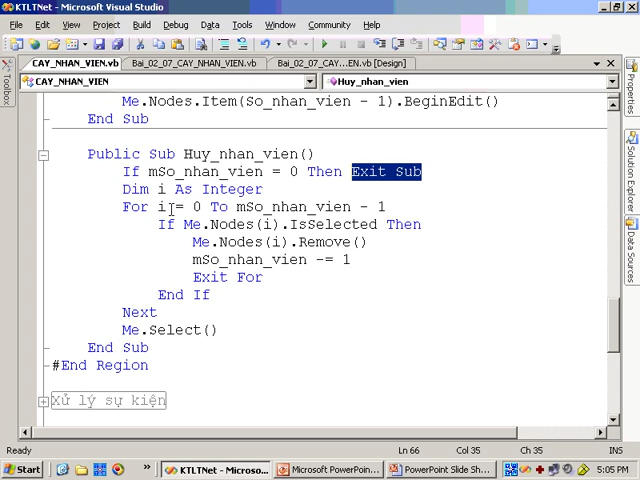 KTLTNet - Microsoft Visual Studio
File Edit View Project Build Debug Data Tools Window Community Help
CAY_NHAN_VIEN.vb Bai_02_07_CAY_NHAN_VIEN.vb Bai_02_07_CAY...EN.vb [Design]
CAY_NHAN_VIEN Huy_nhan_vien
Toolbox
Properties
Solution Explorer
Data Sources
Me.Nodes.Item(So_nhan_vien - 1).BeginEdit()
End Sub
Public Sub Huy_nhan_vien()
If mSo_nhan_vien = 0 Then Exit Sub
Dim i As Integer
For i = 0 To mSo_nhan_vien - 1
If Me.Nodes(i).IsSelected Then
Me.Nodes(i).Remove()
mSo_nhan_vien -= 1
Exit For
End If
Next
Me.Select()
End Sub
#End Region
Xử lý sự kiện
Ready Ln 66 Col 35 Ch 35 INS
Start » KTLTNet - Microso... Microsoft PowerPoint... PowerPoint Slide Sh... 5:05 PM